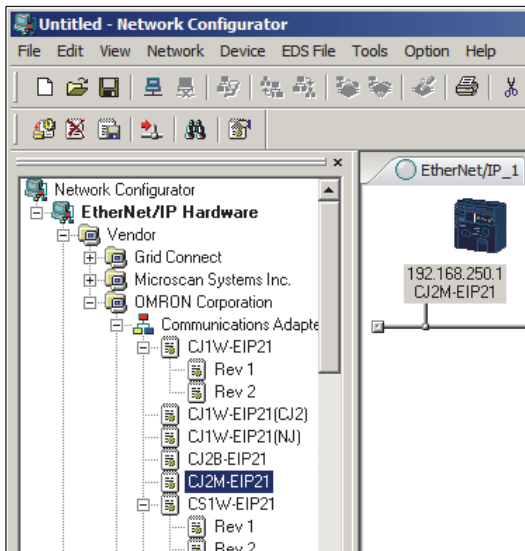 Untitled - Network Configurator
File Edit View Network Device EDS File Tools Option Help
Network Configurator
EtherNet/IP Hardware
Vendor
Grid Connect
Microscan Systems Inc.
OMRON Corporation
Communications Adapte
CJ1W-EIP21
Rev 1
Rev 2
CJ1W-EIP21(CJ2)
CJ1W-EIP21(NJ)
CJ2B-EIP21
CJ2M-EIP21
CS1W-EIP21
Rev 1
Rev 2
EtherNet/IP_1
192.168.250.1
CJ2M-EIP21